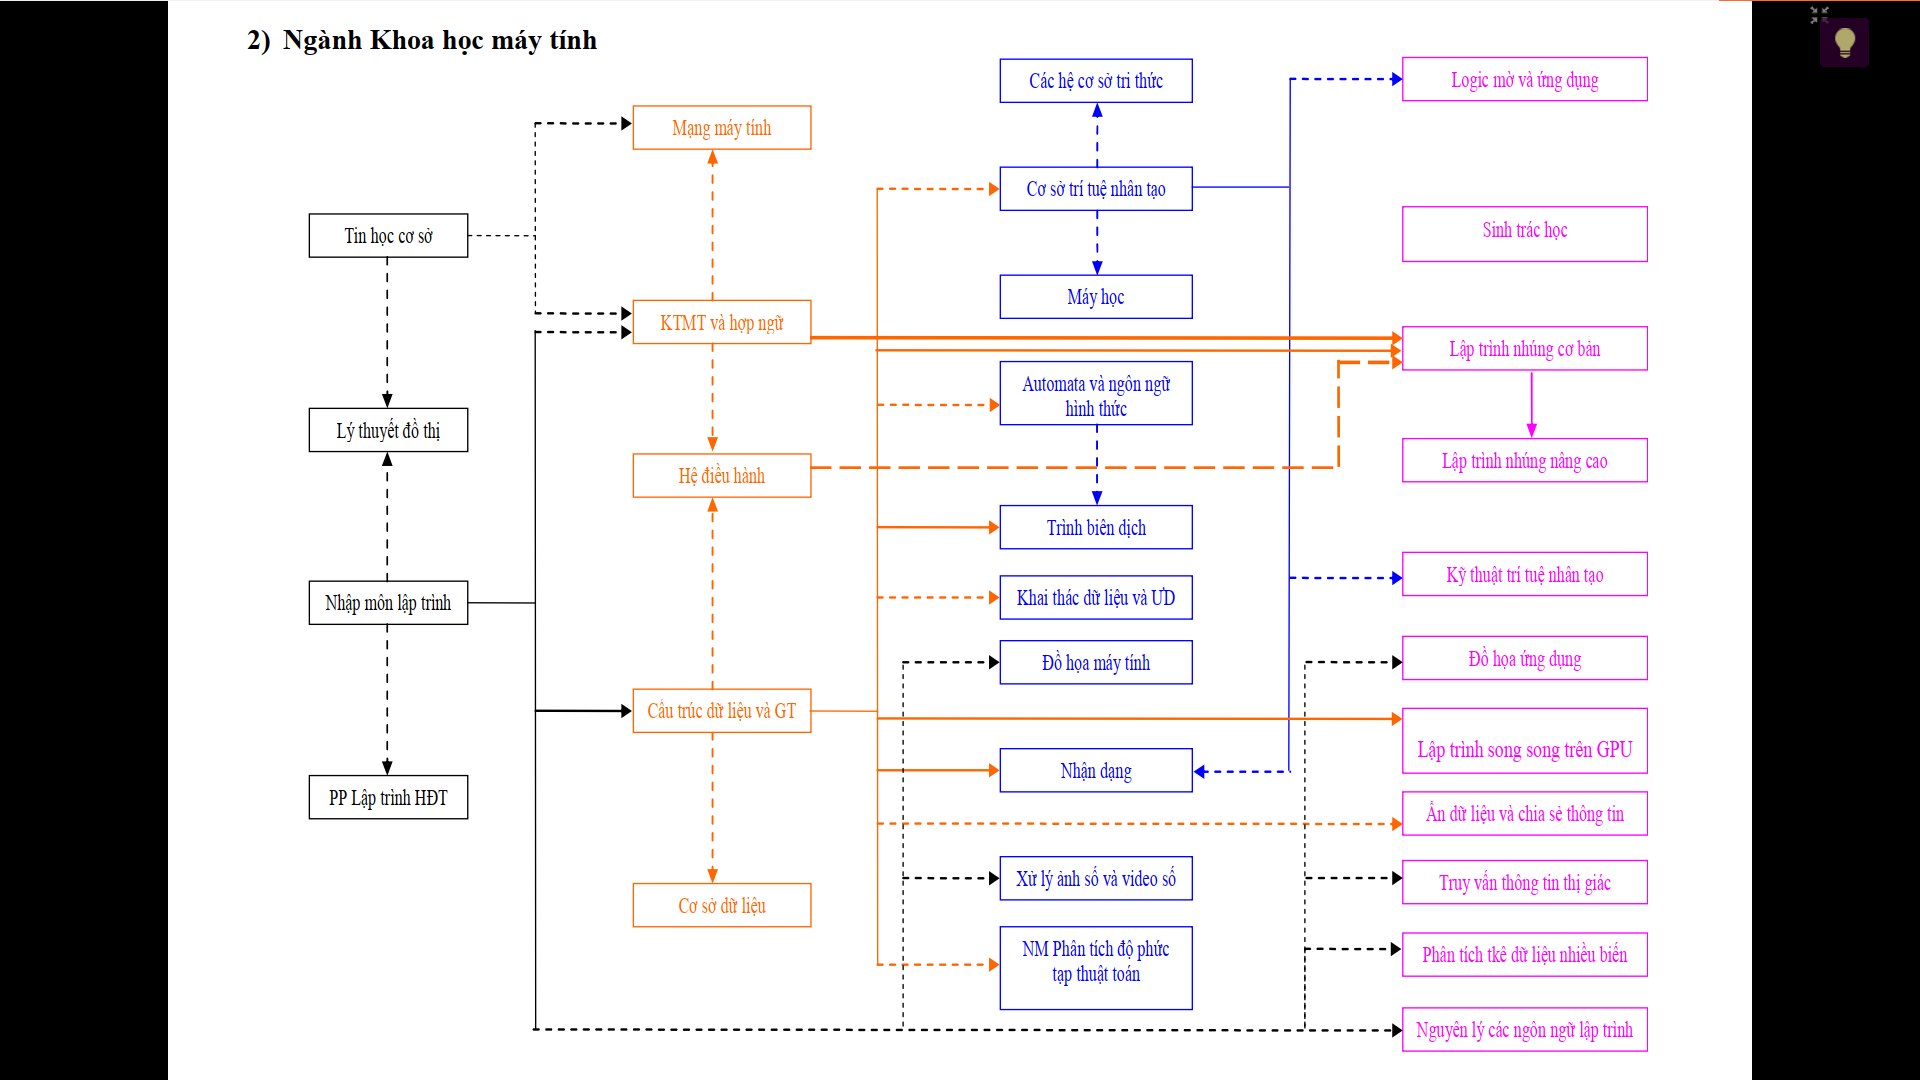 2) Ngành Khoa học máy tính
Tin học cơ sở
Lý thuyết đồ thị
Nhập môn lập trình
PP Lập trình HĐT
Mạng máy tính
KTMT và hợp ngữ
Hệ điều hành
Cấu trúc dữ liệu và GT
Cơ sở dữ liệu
Các hệ cơ sở tri thức
Cơ sở trí tuệ nhân tạo
Máy học
Automata và ngôn ngữ
hình thức
Trình biên dịch
Khai thác dữ liệu và ƯD
Đồ họa máy tính
Nhận dạng
Xử lý ảnh số và video số
NM Phân tích độ phức
tạp thuật toán
Logic mờ và ứng dụng
Sinh trắc học
Lập trình nhúng cơ bản
Lập trình nhúng nâng cao
Kỹ thuật trí tuệ nhân tạo
Đồ họa ứng dụng
Lập trình song song trên GPU
Ẩn dữ liệu và chia sẻ thông tin
Truy vấn thông tin thị giác
Phân tích tkê dữ liệu nhiều biến
Nguyên lý các ngôn ngữ lập trình